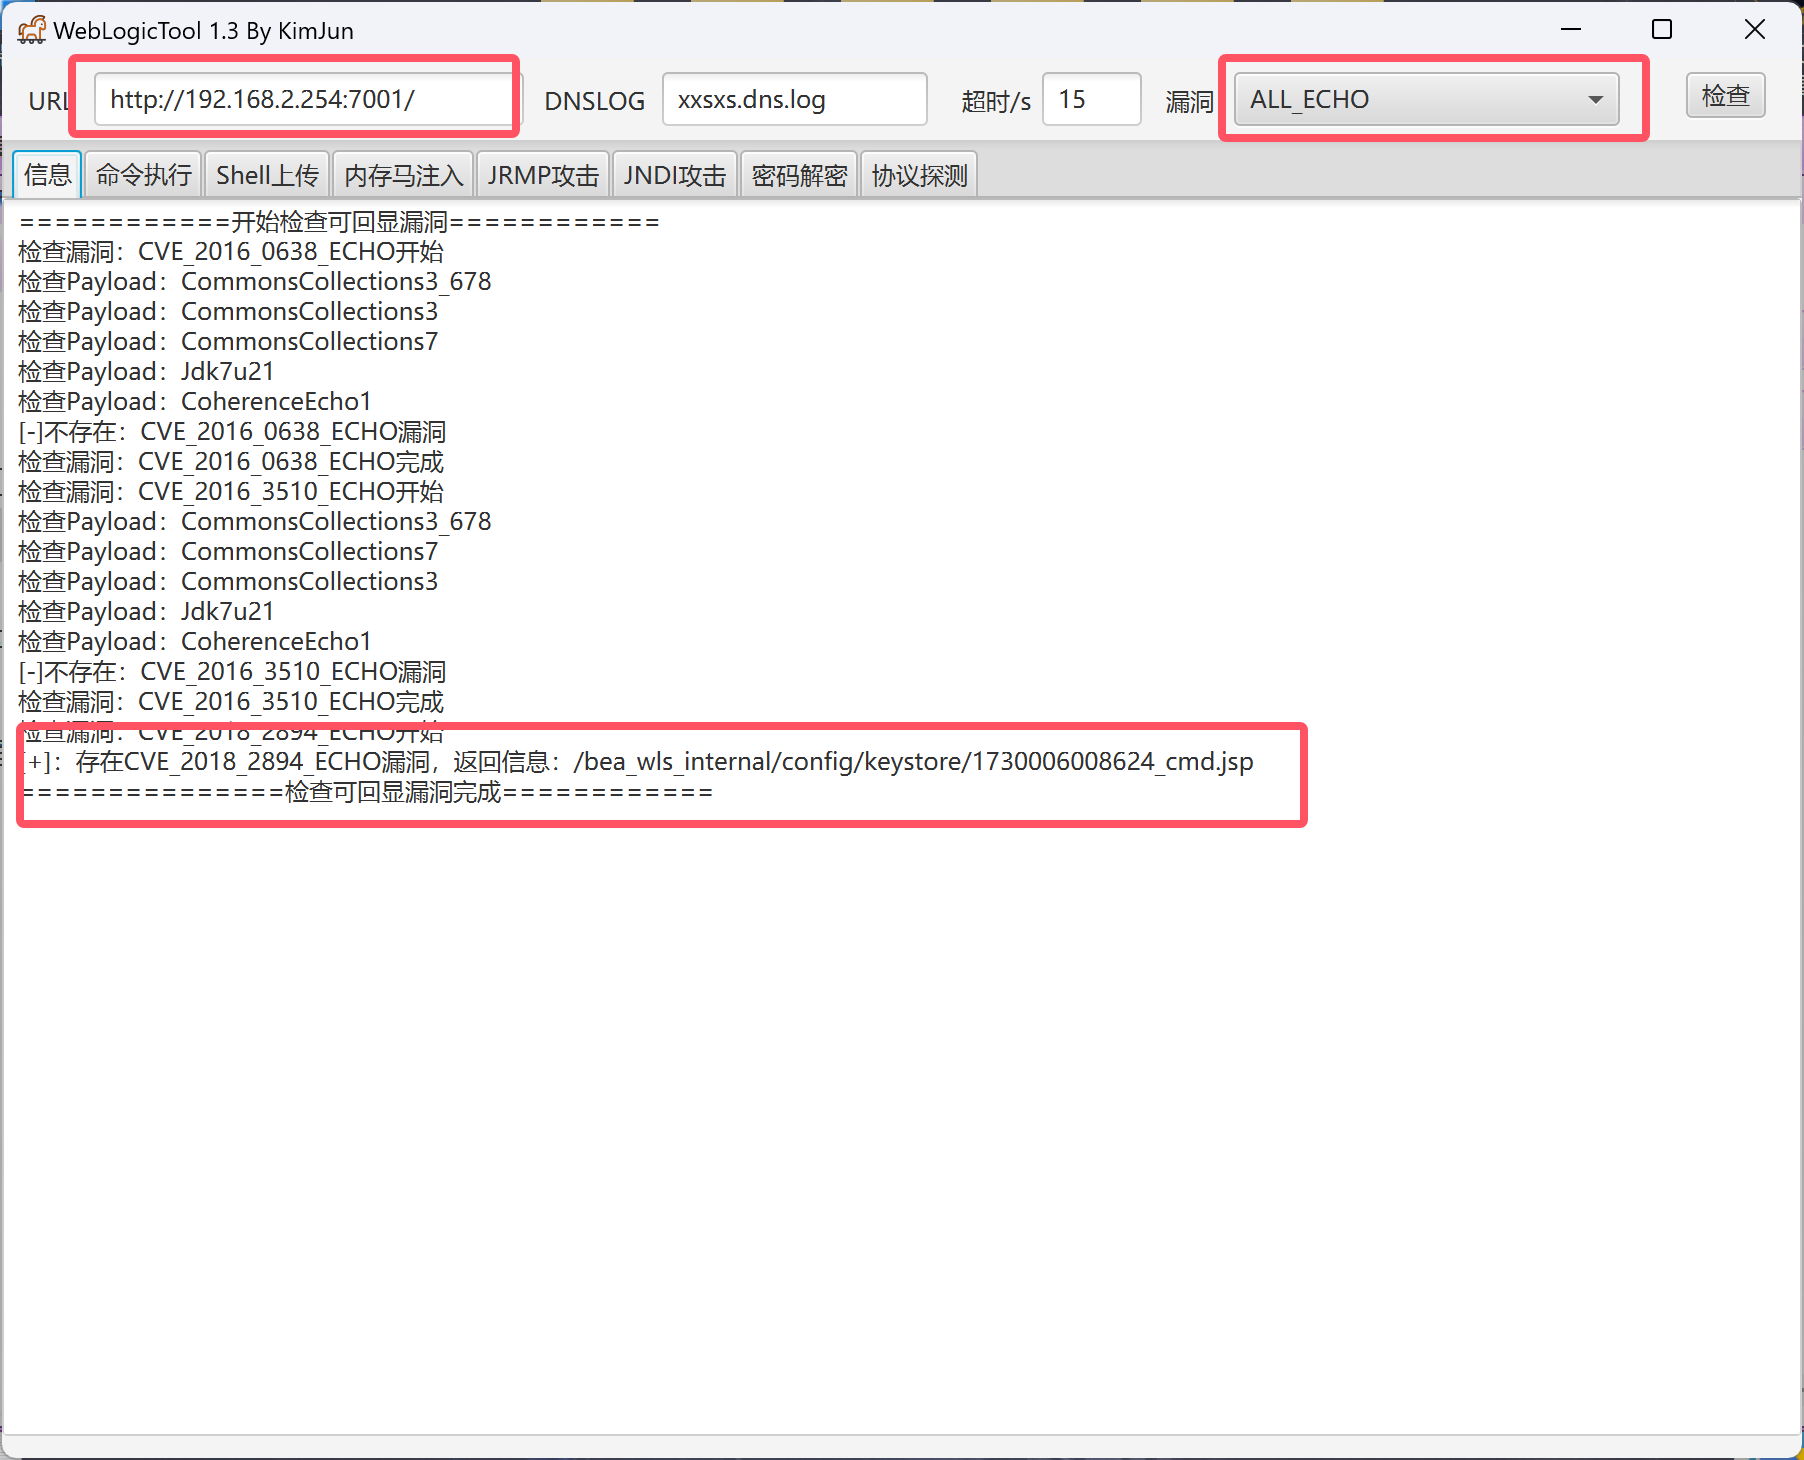 WebLogicTool 1.3 By KimJun
URL http://192.168.2.254:7001/ DNSLOG xxsxs.dns.log 超时/s 15 漏洞 ALL_ECHO 检查
信息 命令执行 Shell上传 内存马注入 JRMP攻击 JNDI攻击 密码解密 协议探测
============开始检查可回显漏洞============
检查漏洞：CVE_2016_0638_ECHO开始
检查Payload：CommonsCollections3_678
检查Payload：CommonsCollections3
检查Payload：CommonsCollections7
检查Payload：Jdk7u21
检查Payload：CoherenceEcho1
[-]不存在：CVE_2016_0638_ECHO漏洞
检查漏洞：CVE_2016_0638_ECHO完成
检查漏洞：CVE_2016_3510_ECHO开始
检查Payload：CommonsCollections3_678
检查Payload：CommonsCollections7
检查Payload：CommonsCollections3
检查Payload：Jdk7u21
检查Payload：CoherenceEcho1
[-]不存在：CVE_2016_3510_ECHO漏洞
检查漏洞：CVE_2016_3510_ECHO完成
检查漏洞：CVE_2018_2894_ECHO开始
[+]：存在CVE_2018_2894_ECHO漏洞，返回信息：/bea_wls_internal/config/keystore/1730006008624_cmd.jsp
===============检查可回显漏洞完成============